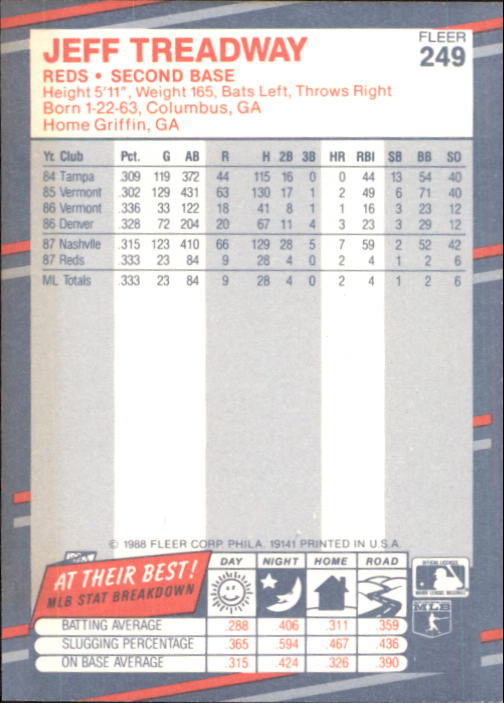 JEFF TREADWAY
FLEER
249
REDS • SECOND BASE
Height 5'11", Weight 165, Bats Left, Throws Right
Born 1-22-63, Columbus, GA
Home Griffin, GA
Yr. Club Pct. G AB R H 2B 3B HR RBI SB BB SO
84 Tampa .309 119 372 44 115 16 0 0 44 13 54 40
85 Vermont .302 129 431 63 130 17 1 2 49 6 71 40
86 Vermont .336 33 122 18 41 8 1 1 16 3 23 12
86 Denver .328 72 204 20 67 11 4 3 23 3 29 12
87 Nashville .315 123 410 66 129 28 5 7 59 2 52 42
87 Reds .333 23 84 9 28 4 0 2 4 1 2 6
ML Totals .333 23 84 9 28 4 0 2 4 1 2 6
© 1988 FLEER CORP. PHILA. 19141 PRINTED IN U.S.A.
AT THEIR BEST!
MLB STAT BREAKDOWN
DAY NIGHT HOME ROAD
BATTING AVERAGE .288 .406 .311 .359
SLUGGING PERCENTAGE .365 .594 .467 .436
ON BASE AVERAGE .315 .424 .326 .390
OFFICIAL LICENSEE
MAJOR LEAGUE BASEBALL
MLB